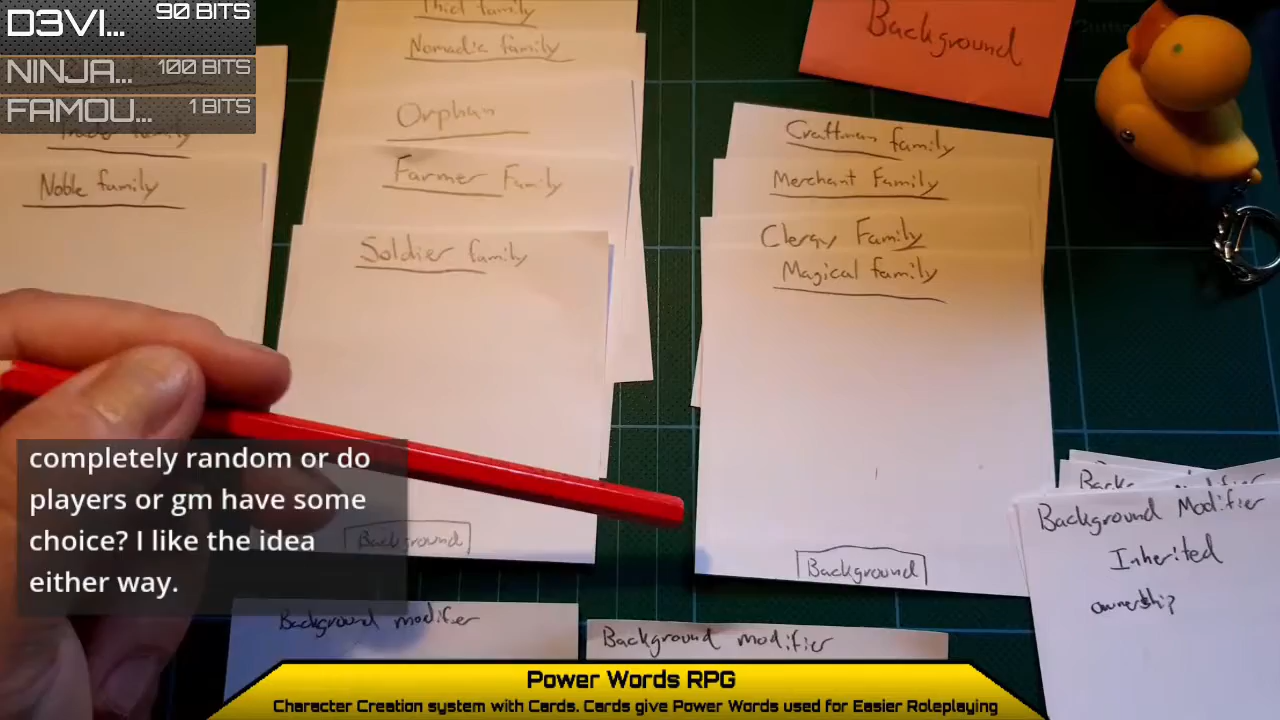 D3VI... 90 BITS
NINJA... 100 BITS
FAMOU... 1 BITS
Trader family
Noble family
Thief family
Nomadic family
Orphan
Farmer Family
Soldier family
Background
Background
Craftman family
Merchant Family
Clergy Family
Magical family
Background
Background Modifier
Inherited
ownership
completely random or do
players or gm have some
choice? I like the idea
either way.
Background modifier
Background modifier
Power Words RPG
Character Creation system with Cards. Cards give Power Words used for Easier Roleplaying